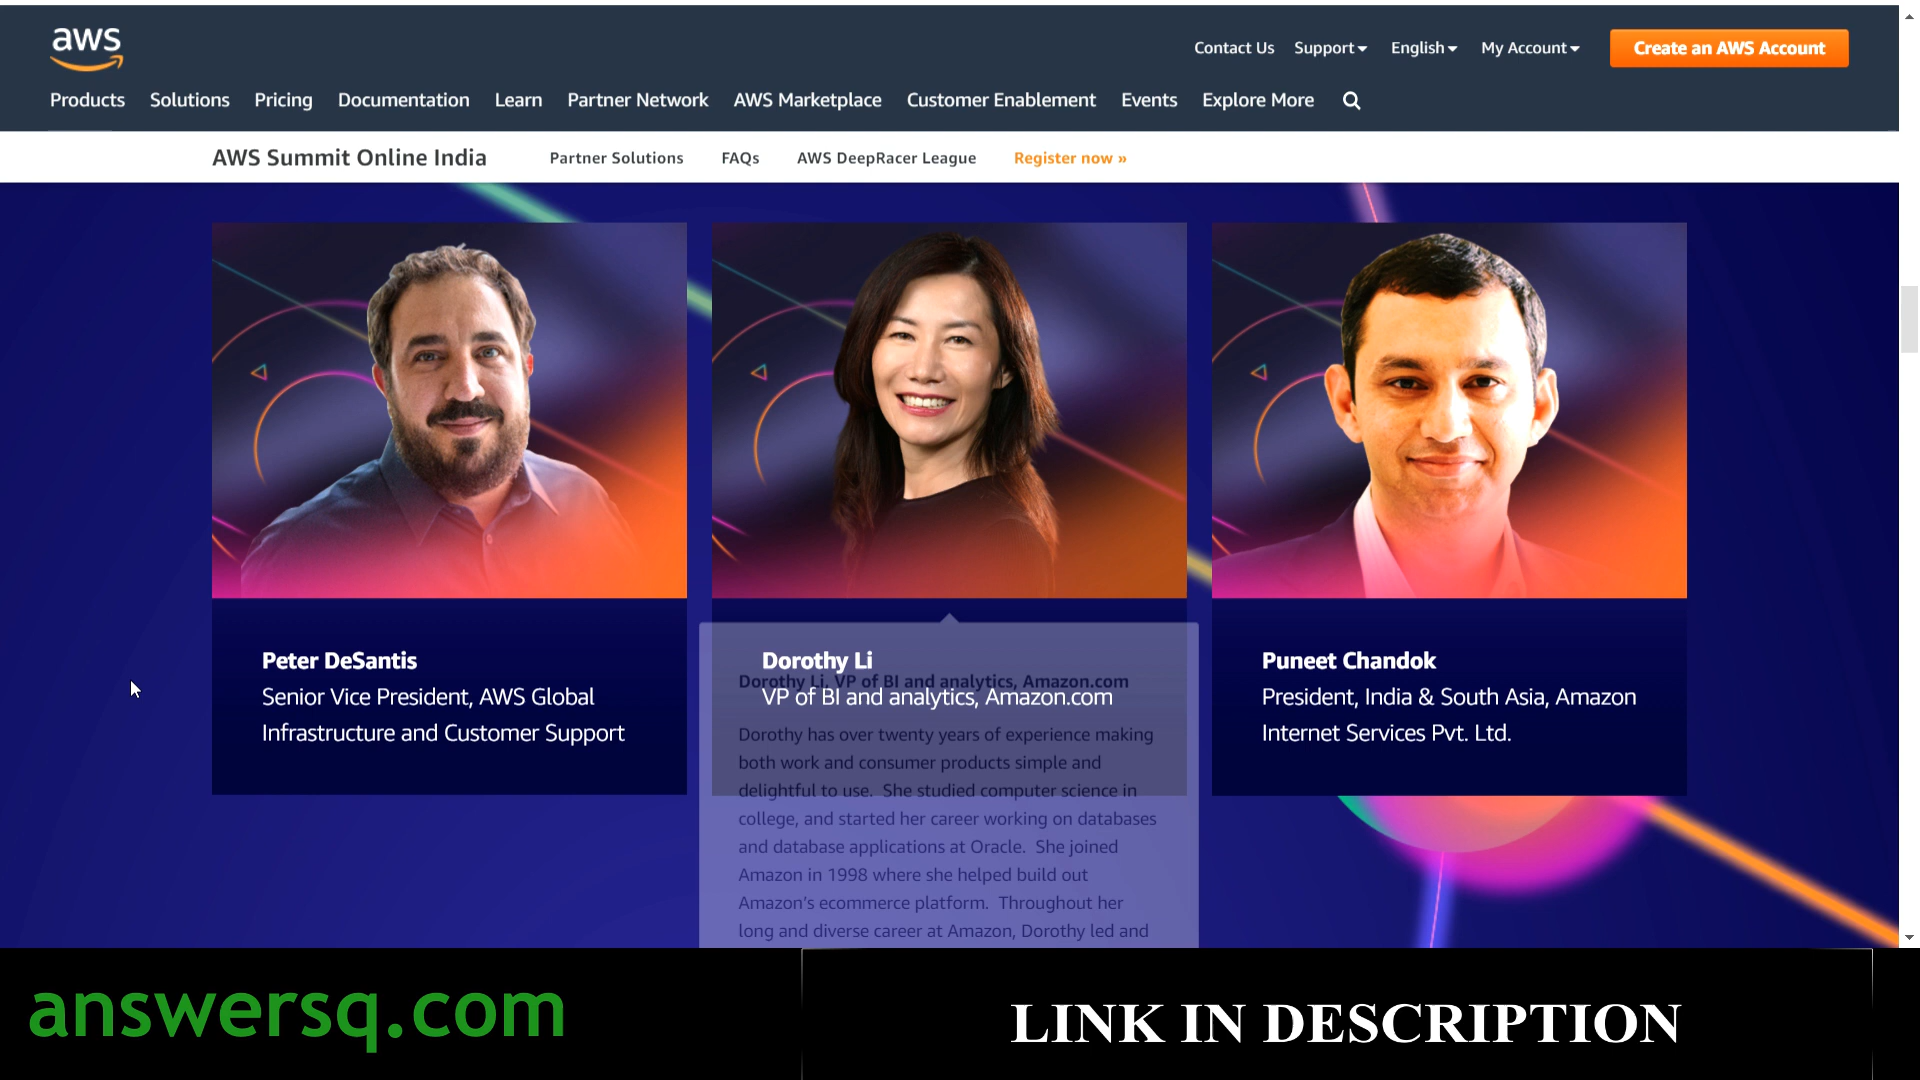 aws
Contact Us Support English My Account Create an AWS Account
Products Solutions Pricing Documentation Learn Partner Network AWS Marketplace Customer Enablement Events Explore More
AWS Summit Online India Partner Solutions FAQs AWS DeepRacer League Register now »
Peter DeSantis
Senior Vice President, AWS Global
Infrastructure and Customer Support
Dorothy Li
VP of BI and analytics, Amazon.com
Dorothy Li, VP of BI and analytics, Amazon.com
Dorothy has over twenty years of experience making
both work and consumer products simple and
delightful to use. She studied computer science in
college, and started her career working on databases
and database applications at Oracle. She joined
Amazon in 1998 where she helped build out
Amazon's ecommerce platform. Throughout her
long and diverse career at Amazon, Dorothy led and
Puneet Chandok
President, India & South Asia, Amazon
Internet Services Pvt. Ltd.
answersq.com
LINK IN DESCRIPTION